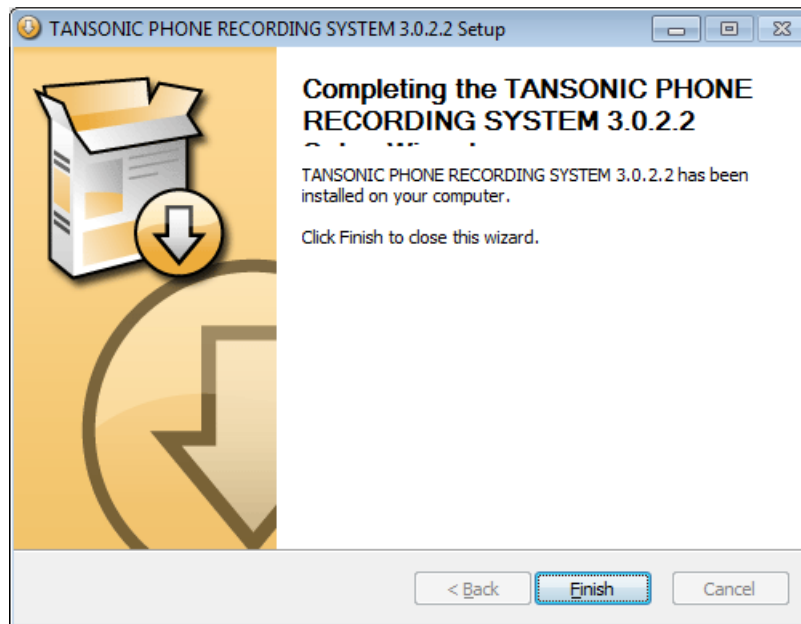 TANSONIC PHONE RECORDING SYSTEM 3.0.2.2 Setup
Completing the TANSONIC PHONE
RECORDING SYSTEM 3.0.2.2
TANSONIC PHONE RECORDING SYSTEM 3.0.2.2 has been
installed on your computer.
Click Finish to close this wizard.
< Back
Finish
Cancel